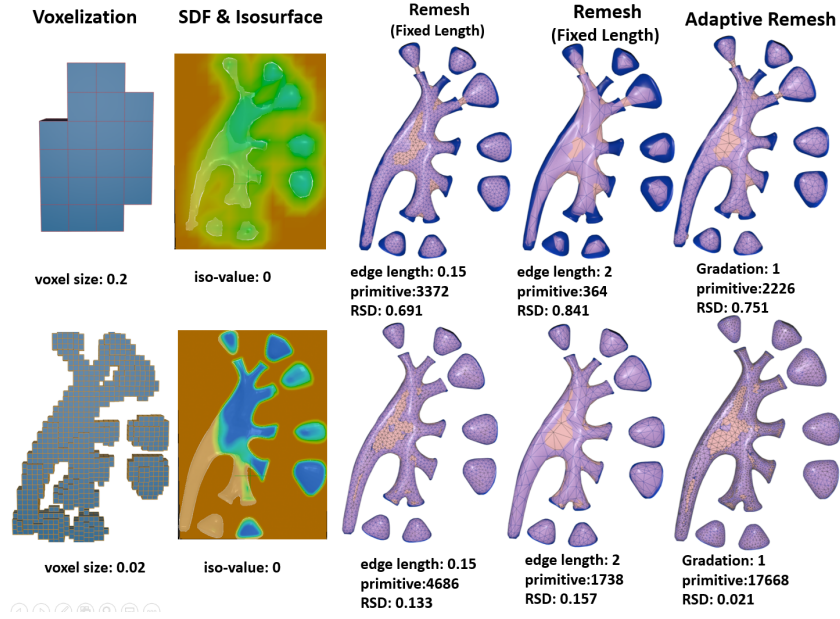 Voxelization
SDF & Isosurface
Remesh
(Fixed Length)
Remesh
(Fixed Length)
Adaptive Remesh
voxel size: 0.2
iso-value: 0
edge length: 0.15
primitive:3372
RSD: 0.691
edge length: 2
primitive:364
RSD: 0.841
Gradation: 1
primitive:2226
RSD: 0.751
voxel size: 0.02
iso-value: 0
edge length: 0.15
primitive:4686
RSD: 0.133
edge length: 2
primitive:1738
RSD: 0.157
Gradation: 1
primitive:17668
RSD: 0.021